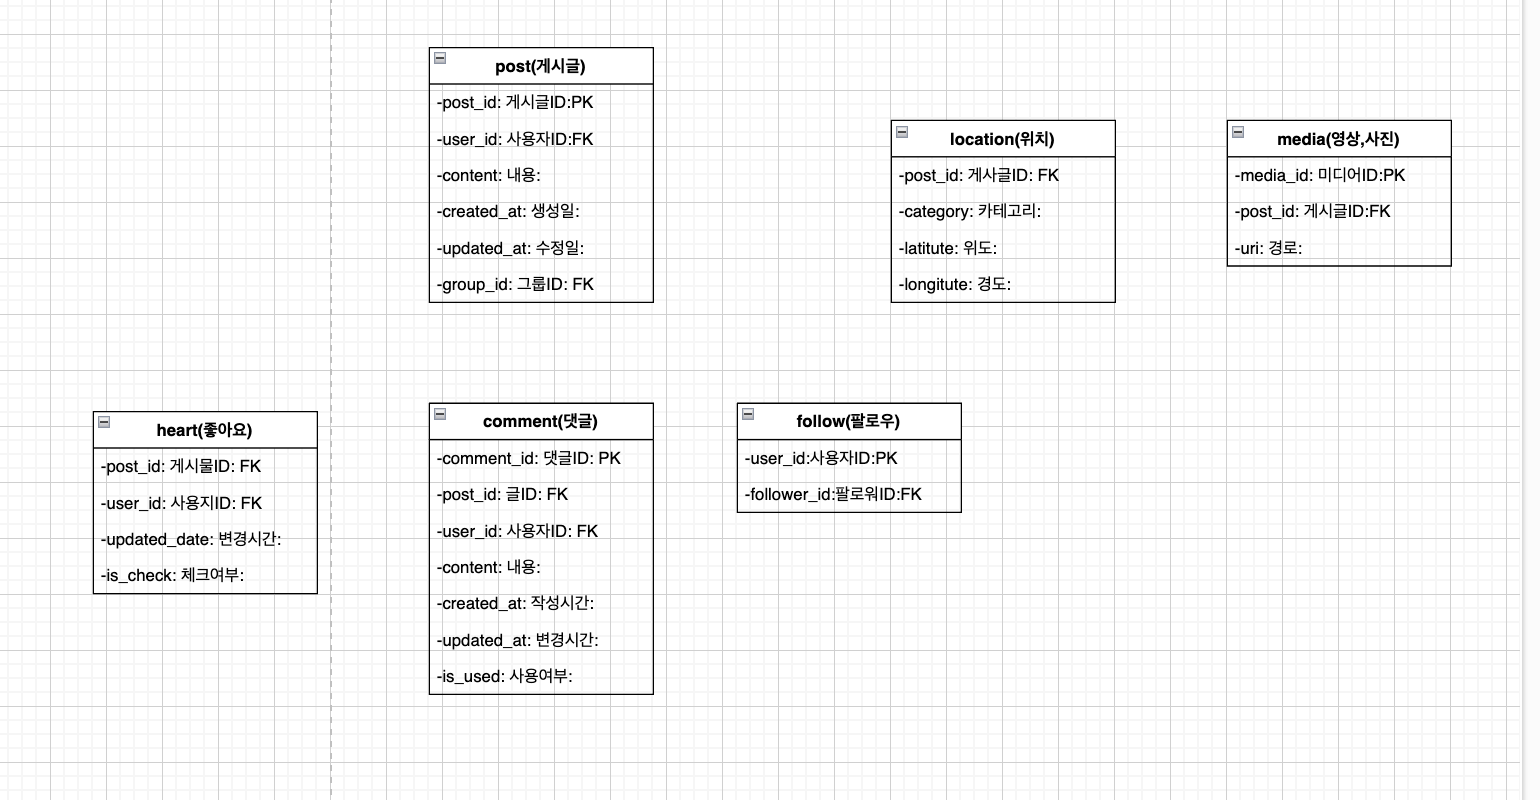 post(게시글)
-post_id: 게시글ID:PK
-user_id: 사용자ID:FK
-content: 내용:
-created_at: 생성일:
-updated_at: 수정일:
-group_id: 그룹ID: FK
location(위치)
-post_id: 게사글ID: FK
-category: 카테고리:
-latitute: 위도:
-longitute: 경도:
media(영상,사진)
-media_id: 미디어ID:PK
-post_id: 게시글ID:FK
-uri: 경로:
heart(좋아요)
-post_id: 게시물ID: FK
-user_id: 사용지ID: FK
-updated_date: 변경시간:
-is_check: 체크여부:
comment(댓글)
-comment_id: 댓글ID: PK
-post_id: 글ID: FK
-user_id: 사용자ID: FK
-content: 내용:
-created_at: 작성시간:
-updated_at: 변경시간:
-is_used: 사용여부:
follow(팔로우)
-user_id:사용자ID:PK
-follower_id:팔로워ID:FK